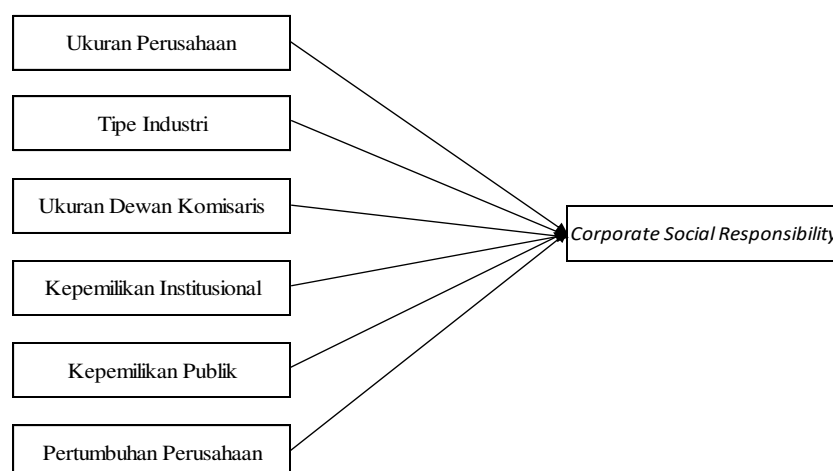 Ukuran Perusahaan
Tipe Industri
Ukuran Dewan Komisaris
Corporate Social Responsibility
Kepemilikan Institusional
Kepemilikan Publik
Pertumbuhan Perusahaan